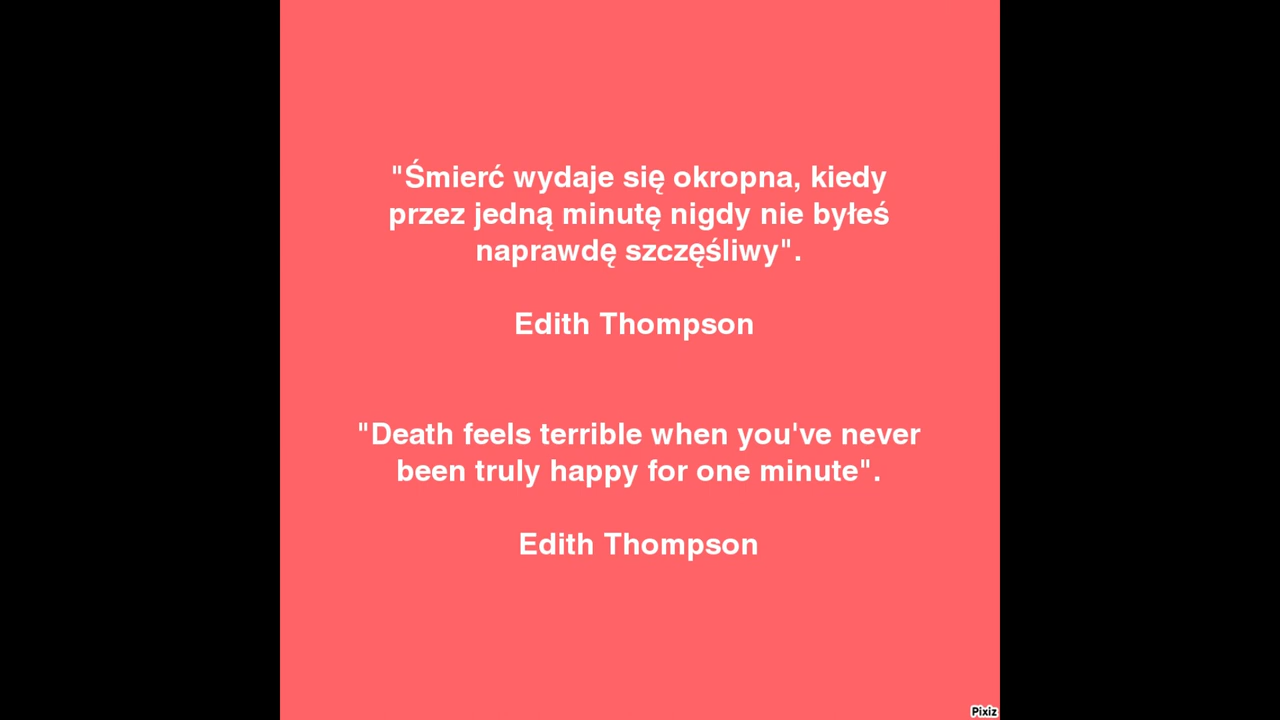 "Śmierć wydaje się okropna, kiedy
przez jedną minutę nigdy nie byłeś
naprawdę szczęśliwy".
Edith Thompson
"Death feels terrible when you've never
been truly happy for one minute".
Edith Thompson
Pixiz